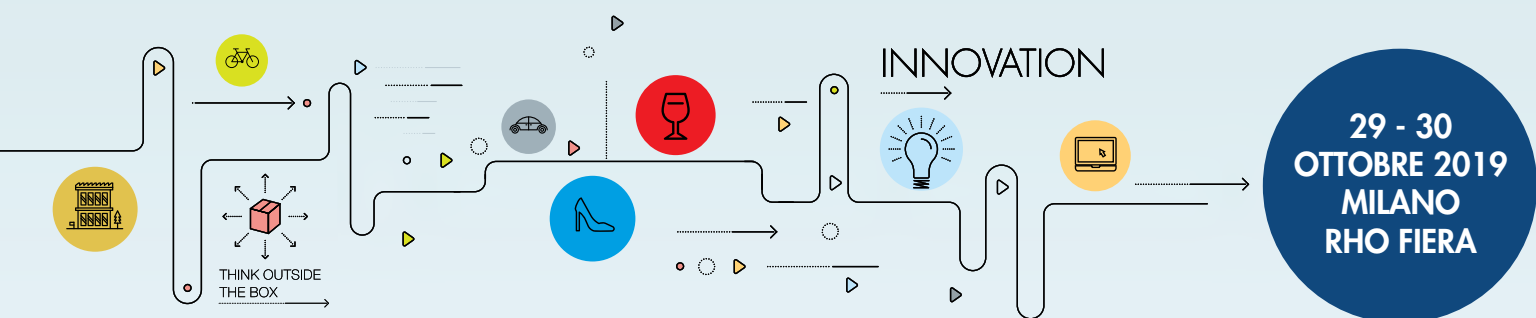 THINK OUTSIDE
THE BOX
INNOVATION
29 - 30
OTTOBRE 2019
MILANO
RHO FIERA